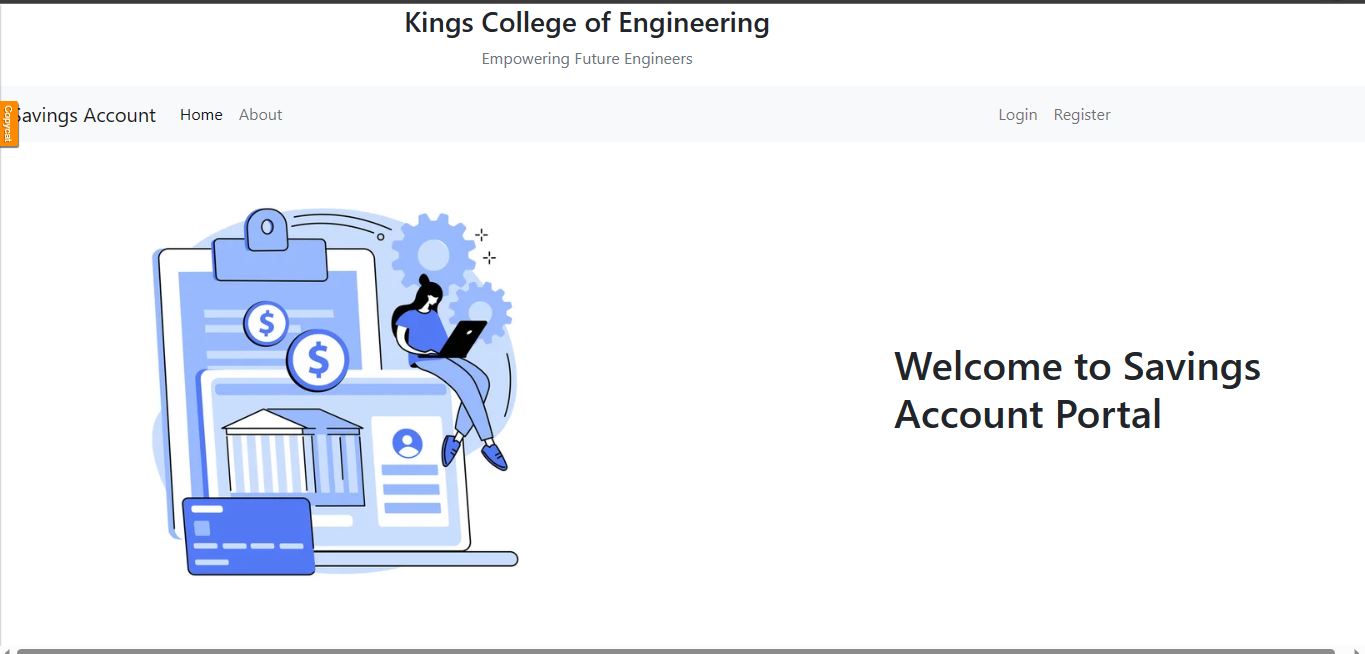 Kings College of Engineering
Empowering Future Engineers
Copycat
Savings Account Home About Login Register
$
$
Welcome to Savings
Account Portal